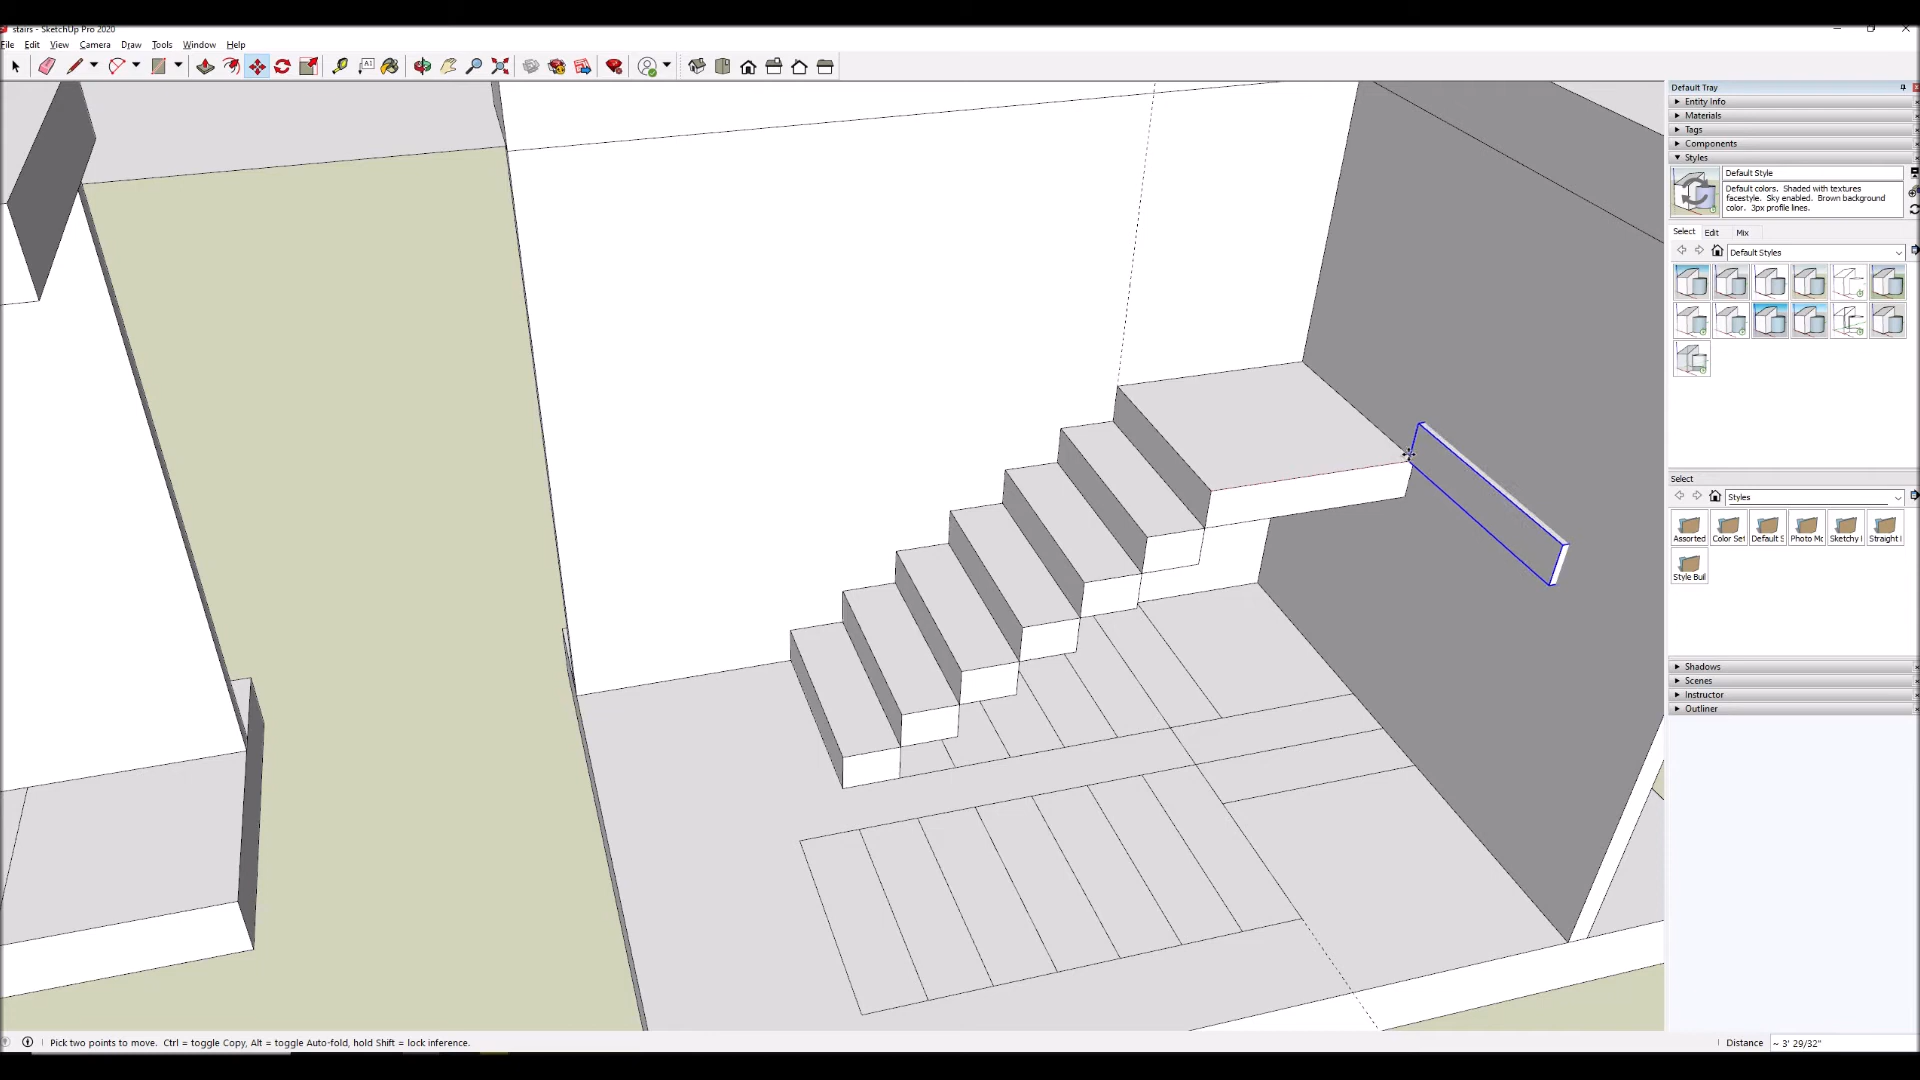 stairs - SketchUp Pro 2020
File Edit View Camera Draw Tools Window Help
Default Tray
Entity Info
Materials
Tags
Components
Styles
Default Style
Default colors. Shaded with textures
facestyle. Sky enabled. Brown background
color. 3px profile lines.
Select Edit Mix
Default Styles
Select
Styles
Assorted Color Set Default S Photo Mo Sketchy Straight
Style Buil
Shadows
Scenes
Instructor
Outliner
Pick two points to move. Ctrl = toggle Copy, Alt = toggle Auto-fold, hold Shift = lock inference.
Distance ~ 3' 29/32"